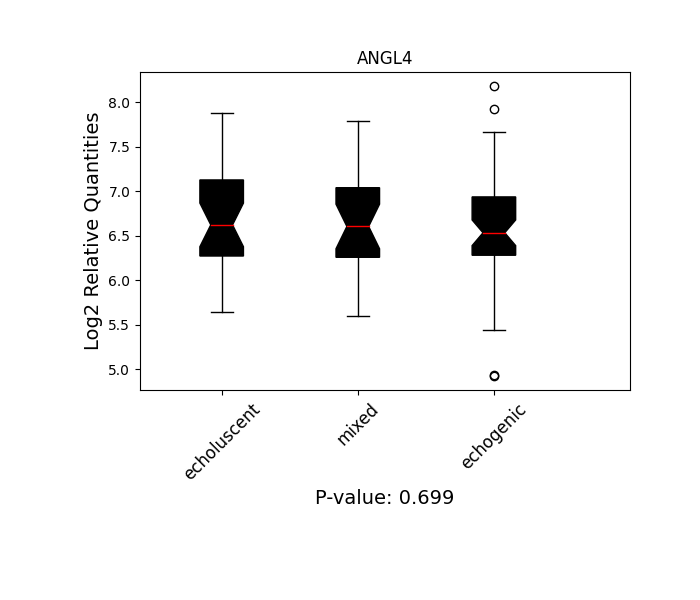 ANGL4
Log2 Relative Quantities
8.0
7.5
7.0
6.5
6.0
5.5
5.0
echoluscent
mixed
echogenic
P-value: 0.699